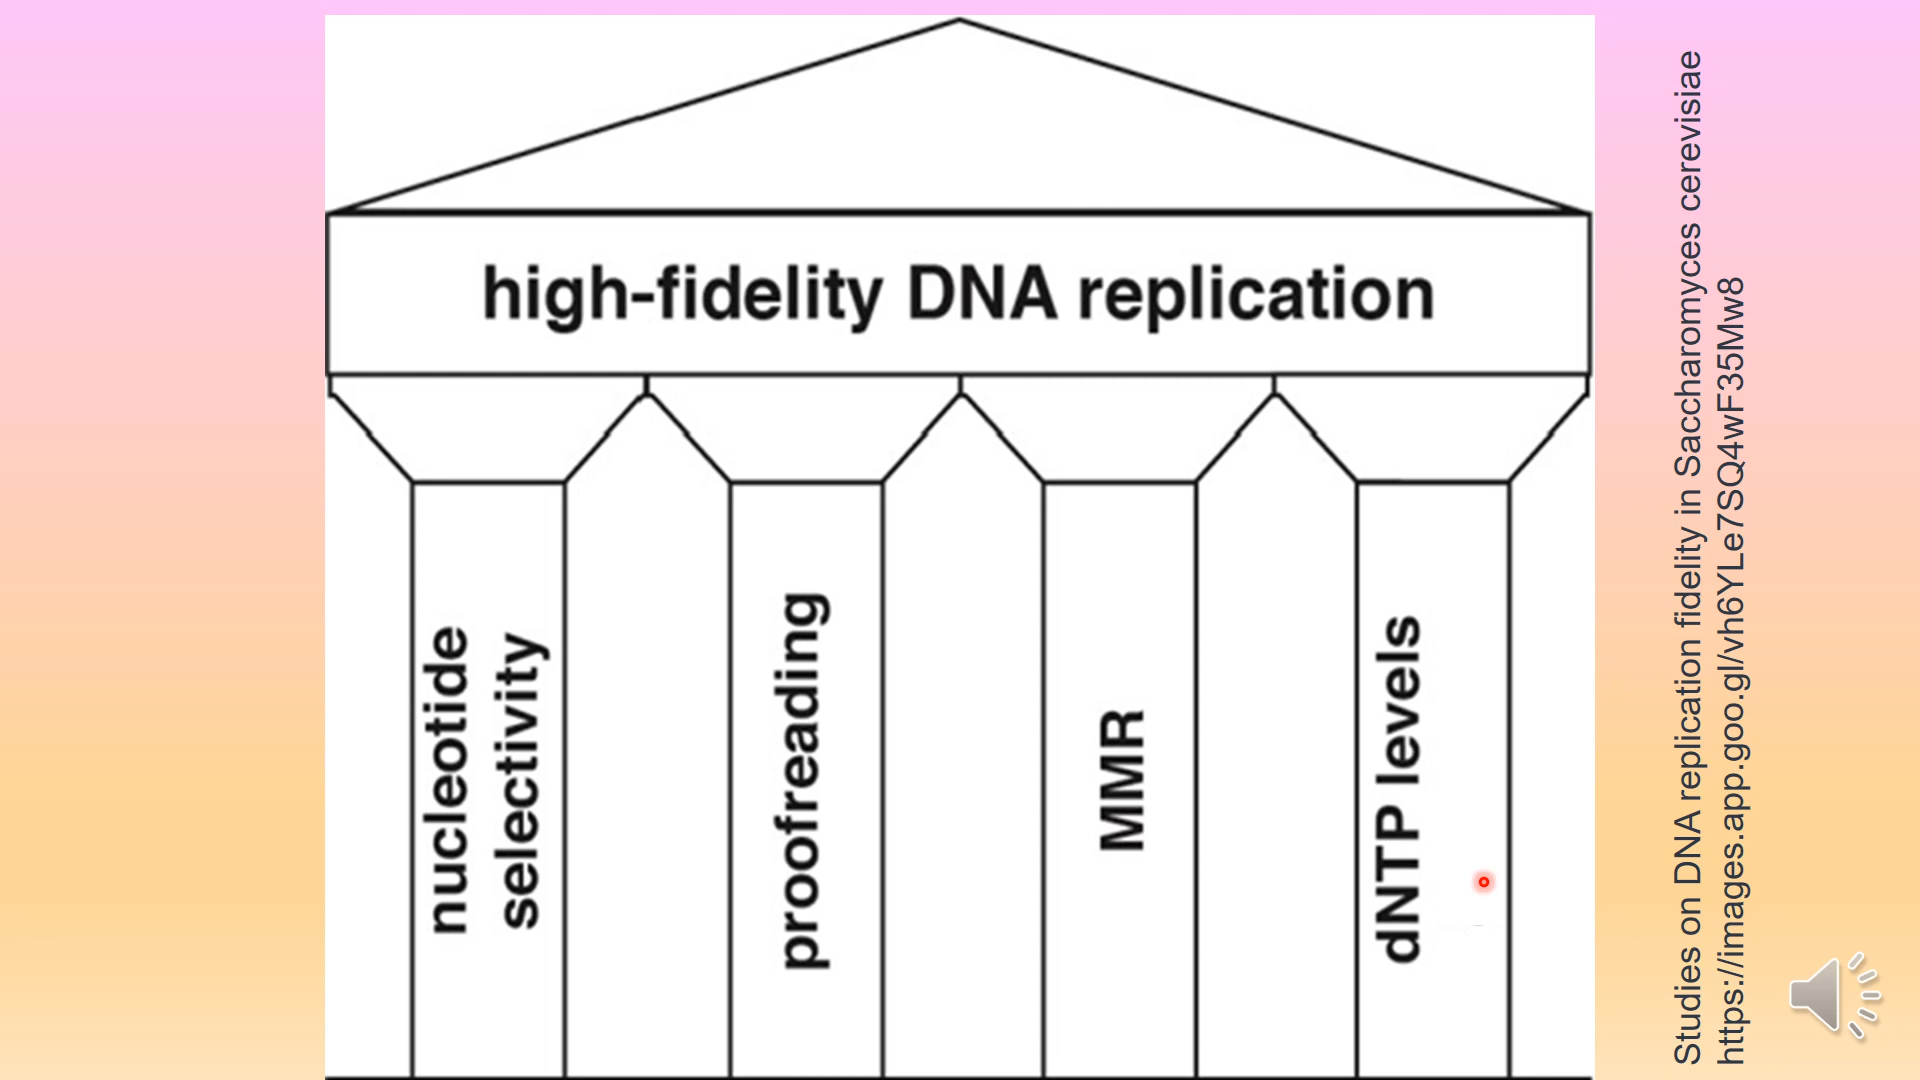 high-fidelity DNA replication
nucleotide
selectivity
proofreading
MMR
dNTP levels
Studies on DNA replication fidelity in Saccharomyces cerevisiae
https://images.app.goo.gl/vh6YLe7SQ4wF35Mw8